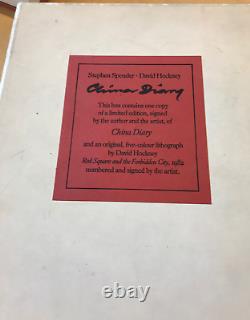 Stephen Spender · David Hockney
China Diary
This box contains one copy
of a limited edition, signed
by the author and the artist, of
China Diary
and an original, five-colour lithograph
by David Hockney
Red Square and the Forbidden City, 1982
numbered and signed by the artist.